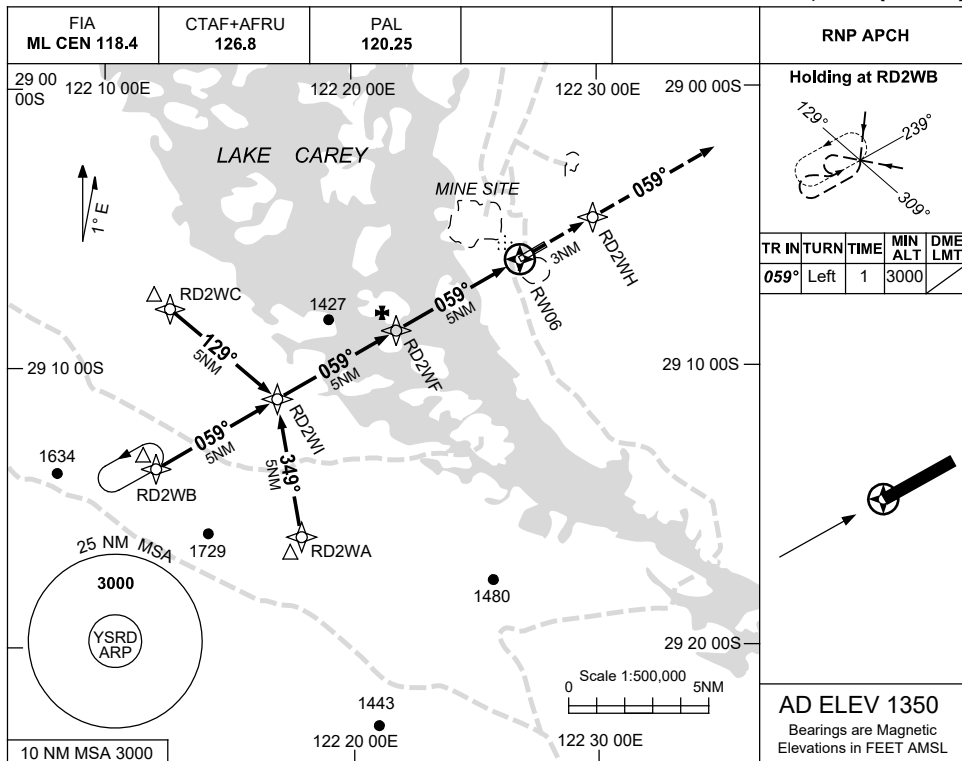 FIA
ML CEN 118.4
CTAF+AFRU
126.8
PAL
120.25
RNP APCH
29 00
00S
122 10 00E
122 20 00E
122 30 00E
29 00 00S
Holding at RD2WB
129°
239°
309°
TR IN TURN TIME MIN ALT DME LMT
059° Left 1 3000
LAKE CAREY
1° E
MINE SITE
059°
3NM
RD2WH
RW06
RD2WC
1427
059°
5NM
129°
5NM
RD2WF
059°
5NM
29 10 00S
29 10 00S
RD2WI
059°
5NM
349°
5NM
1634
RD2WB
1729
RD2WA
25 NM MSA
3000
YSRD
ARP
1480
29 20 00S
Scale 1:500,000
0 5NM
1443
122 20 00E
122 30 00E
10 NM MSA 3000
AD ELEV 1350
Bearings are Magnetic
Elevations in FEET AMSL